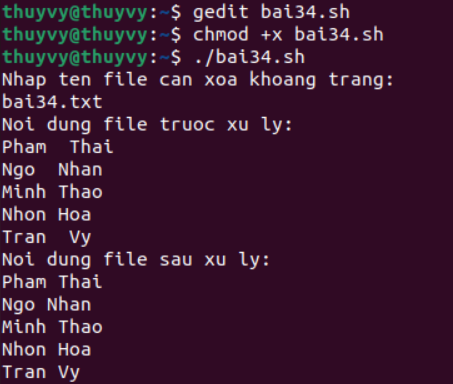 thuyvy@thuyvy:~$ gedit bai34.sh
thuyvy@thuyvy:~$ chmod +x bai34.sh
thuyvy@thuyvy:~$ ./bai34.sh
Nhap ten file can xoa khoang trang:
bai34.txt
Noi dung file truoc xu ly:
Pham  Thai
Ngo  Nhan
Minh Thao
Nhon Hoa
Tran  Vy
Noi dung file sau xu ly:
Pham Thai
Ngo Nhan
Minh Thao
Nhon Hoa
Tran Vy